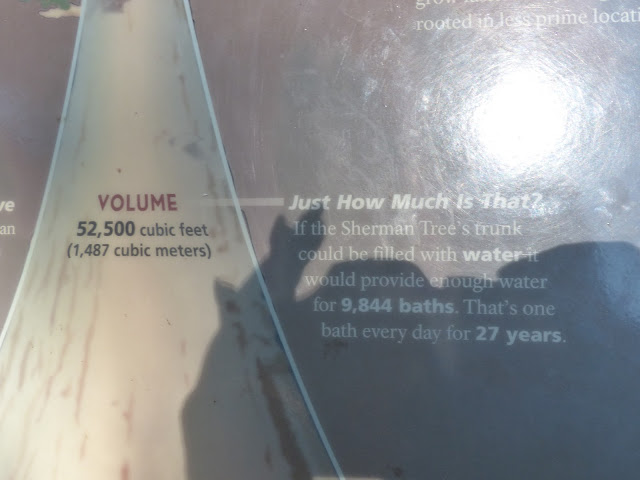 rooted in less prime locati
ve
an
VOLUME
52,500 cubic feet
(1,487 cubic meters)
Just How Much Is That?
If the Sherman Tree's trunk
could be filled with water it
would provide enough water
for 9,844 baths. That's one
bath every day for 27 years.